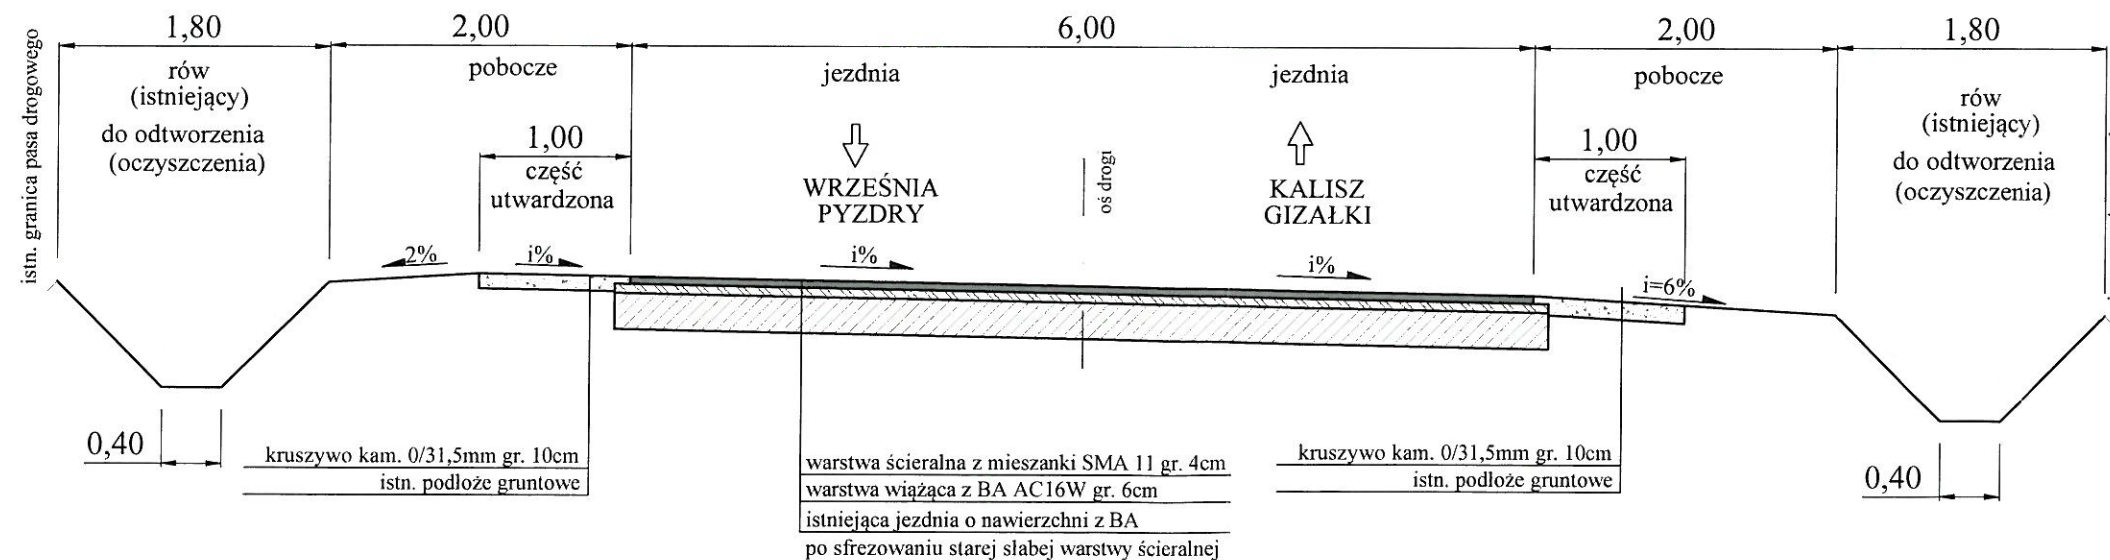 1,80
2,00
6,00
2,00
1,80
istn. granica pasa drogowego
rów
(istniejący)
do odtworzenia
(oczyszczenia)
pobocze
1,00
część
utwardzona
jezdnia
WRZEŚNIA
PYZDRY
oś drogi
jezdnia
KALISZ
GIZAŁKI
pobocze
1,00
część
utwardzona
rów
(istniejący)
do odtworzenia
(oczyszczenia)
2%
i%
i%
i%
i=6%
0,40
kruszywo kam. 0/31,5mm gr. 10cm
istn. podłoże gruntowe
warstwa ścieralna z mieszanki SMA 11 gr. 4cm
warstwa wiążąca z BA AC16W gr. 6cm
istniejąca jezdnia o nawierzchni z BA
po sfrezowaniu starej słabej warstwy ścieralnej
kruszywo kam. 0/31,5mm gr. 10cm
istn. podłoże gruntowe
0,40